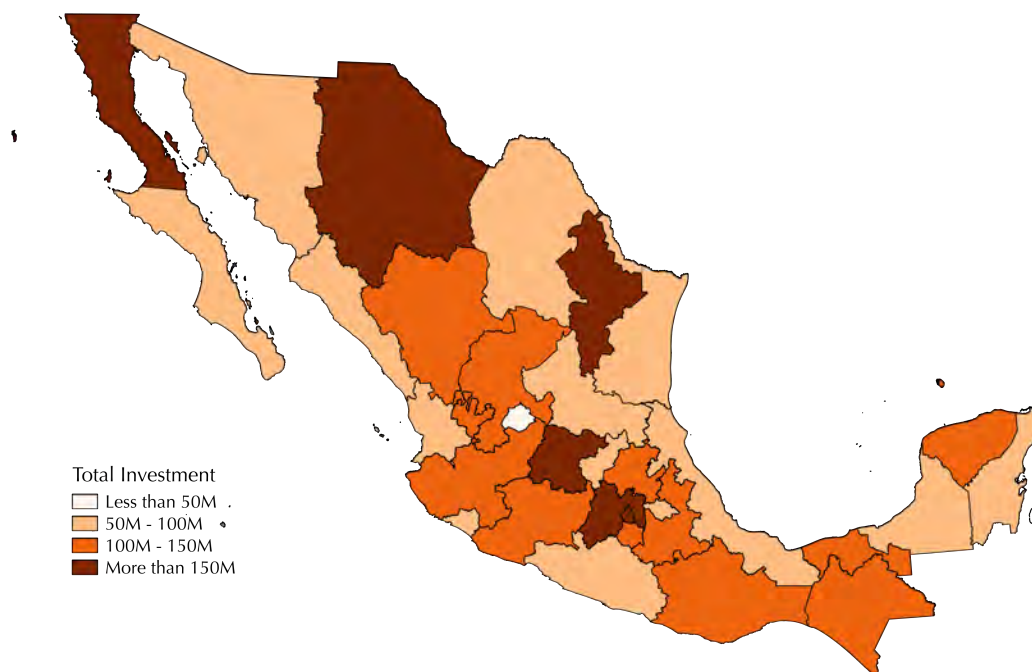 Total Investment
Less than 50M
50M - 100M
100M - 150M
More than 150M